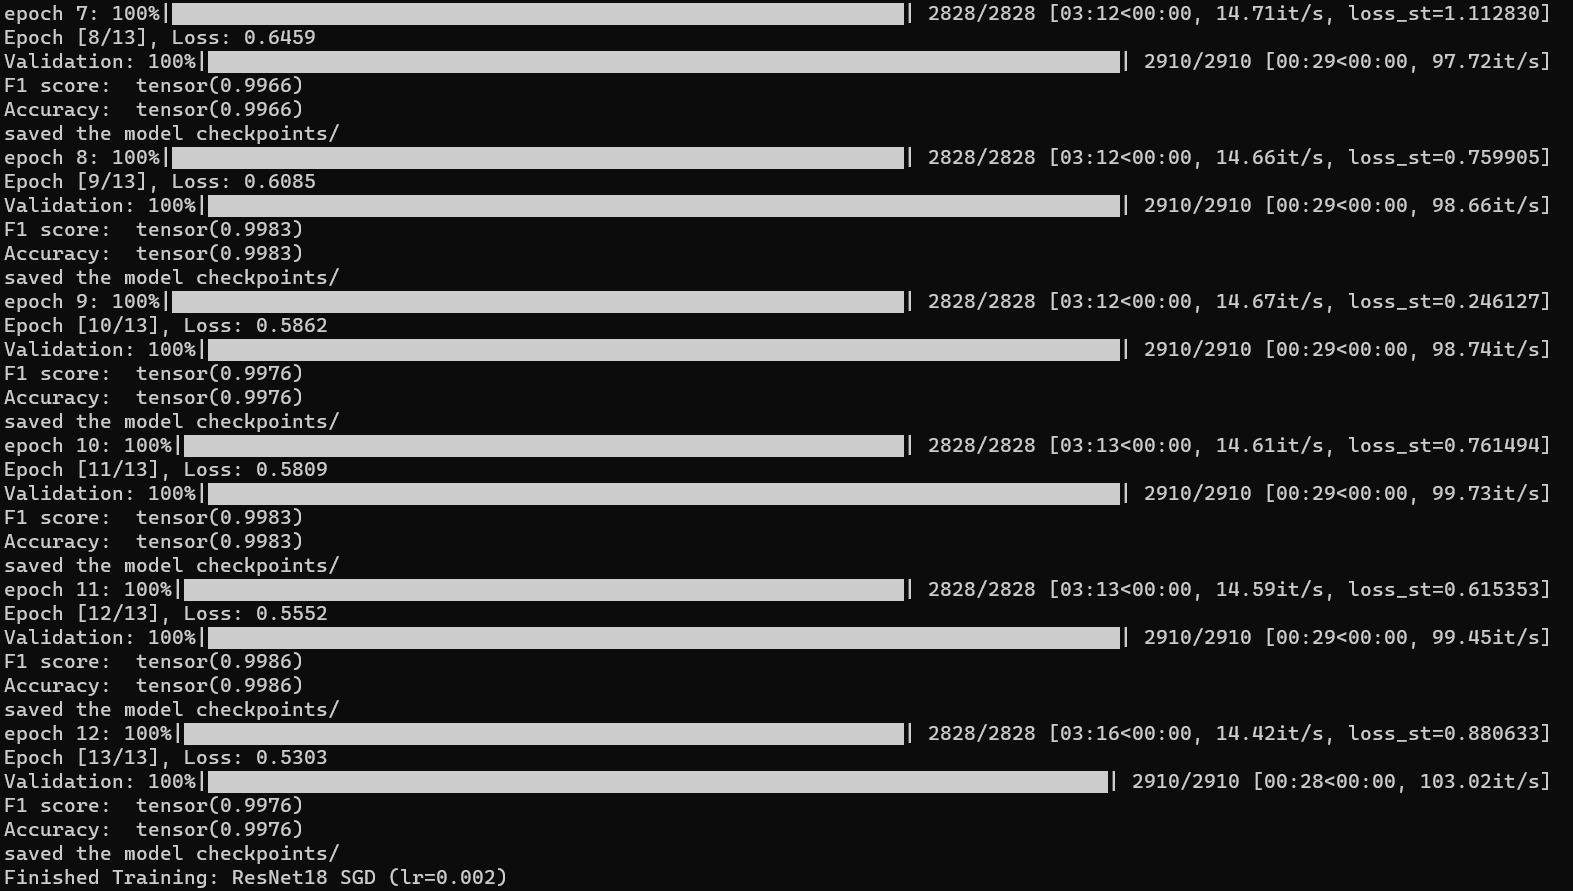 epoch 7: 100%| | 2828/2828 [03:12<00:00, 14.71it/s, loss_st=1.112830]
Epoch [8/13], Loss: 0.6459
Validation: 100%| | 2910/2910 [00:29<00:00, 97.72it/s]
F1 score:  tensor(0.9966)
Accuracy:  tensor(0.9966)
saved the model checkpoints/
epoch 8: 100%| | 2828/2828 [03:12<00:00, 14.66it/s, loss_st=0.759905]
Epoch [9/13], Loss: 0.6085
Validation: 100%| | 2910/2910 [00:29<00:00, 98.66it/s]
F1 score:  tensor(0.9983)
Accuracy:  tensor(0.9983)
saved the model checkpoints/
epoch 9: 100%| | 2828/2828 [03:12<00:00, 14.67it/s, loss_st=0.246127]
Epoch [10/13], Loss: 0.5862
Validation: 100%| | 2910/2910 [00:29<00:00, 98.74it/s]
F1 score:  tensor(0.9976)
Accuracy:  tensor(0.9976)
saved the model checkpoints/
epoch 10: 100%| | 2828/2828 [03:13<00:00, 14.61it/s, loss_st=0.761494]
Epoch [11/13], Loss: 0.5809
Validation: 100%| | 2910/2910 [00:29<00:00, 99.73it/s]
F1 score:  tensor(0.9983)
Accuracy:  tensor(0.9983)
saved the model checkpoints/
epoch 11: 100%| | 2828/2828 [03:13<00:00, 14.59it/s, loss_st=0.615353]
Epoch [12/13], Loss: 0.5552
Validation: 100%| | 2910/2910 [00:29<00:00, 99.45it/s]
F1 score:  tensor(0.9986)
Accuracy:  tensor(0.9986)
saved the model checkpoints/
epoch 12: 100%| | 2828/2828 [03:16<00:00, 14.42it/s, loss_st=0.880633]
Epoch [13/13], Loss: 0.5303
Validation: 100%| | 2910/2910 [00:28<00:00, 103.02it/s]
F1 score:  tensor(0.9976)
Accuracy:  tensor(0.9976)
saved the model checkpoints/
Finished Training: ResNet18 SGD (lr=0.002)